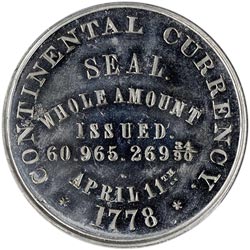 CONTINENTAL CURRENCY.
SEAL
WHOLE AMOUNT
ISSUED.
60.965.269 34/90
APRIL 11TH
* 1778 *